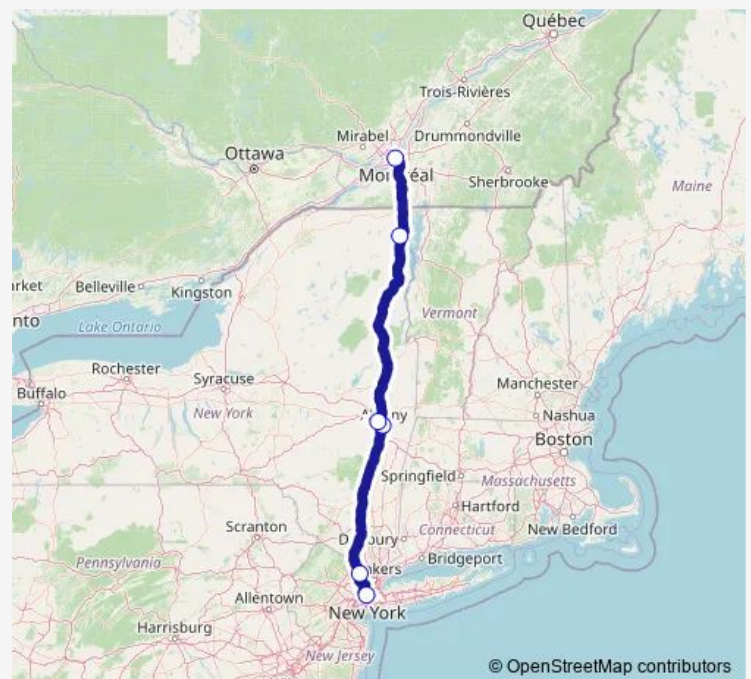 Québec
Trois-Rivières
Mirabel
Drummondville
Ottawa
Sherbrooke
Maine
Belleville
Kingston
Vermont
Lake Ontario
Rochester
Syracuse
Manchester
Buffalo
New York
Nashua
Boston
Springfield
Massachusetts
Hartford
Scranton
Connecticut
New Bedford
Bridgeport
Pennsylvania
Allentown
New York
Harrisburg
New Jersey
© OpenStreetMap contributors